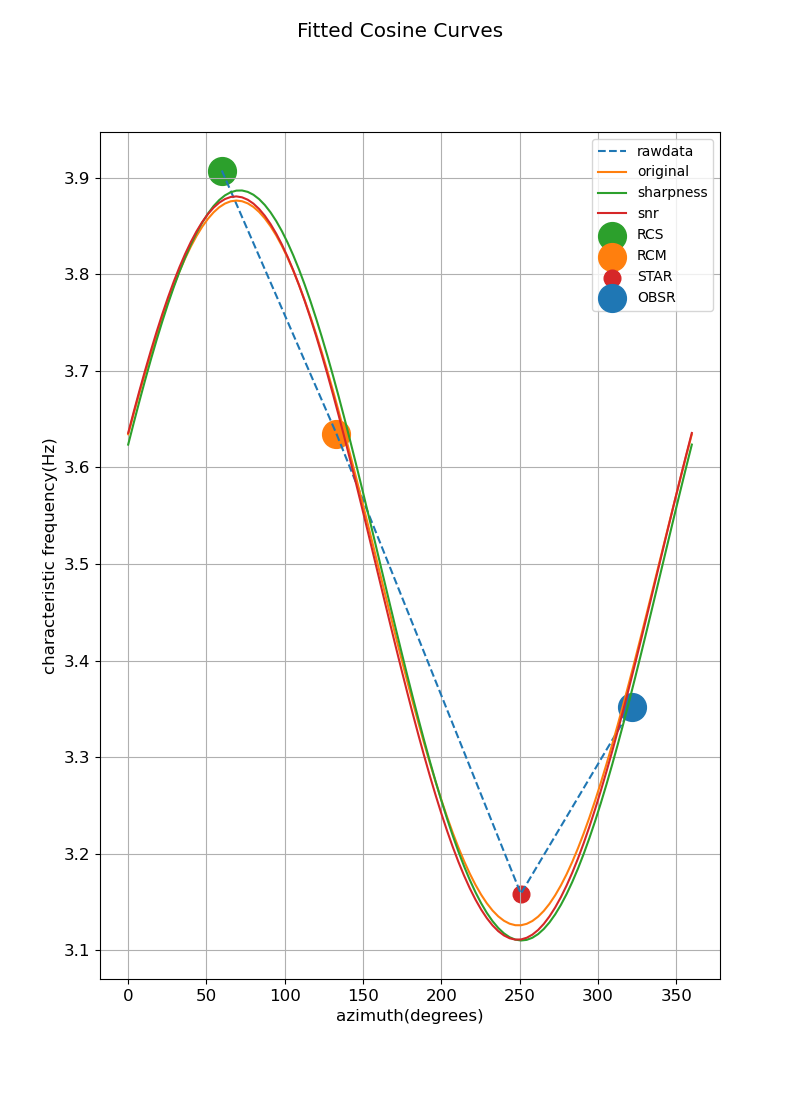 Fitted Cosine Curves
rawdata
original
sharpness
snr
RCS
RCM
STAR
OBSR
3.9
3.8
3.7
3.6
3.5
3.4
3.3
3.2
3.1
characteristic frequency(Hz)
0 50 100 150 200 250 300 350
azimuth(degrees)